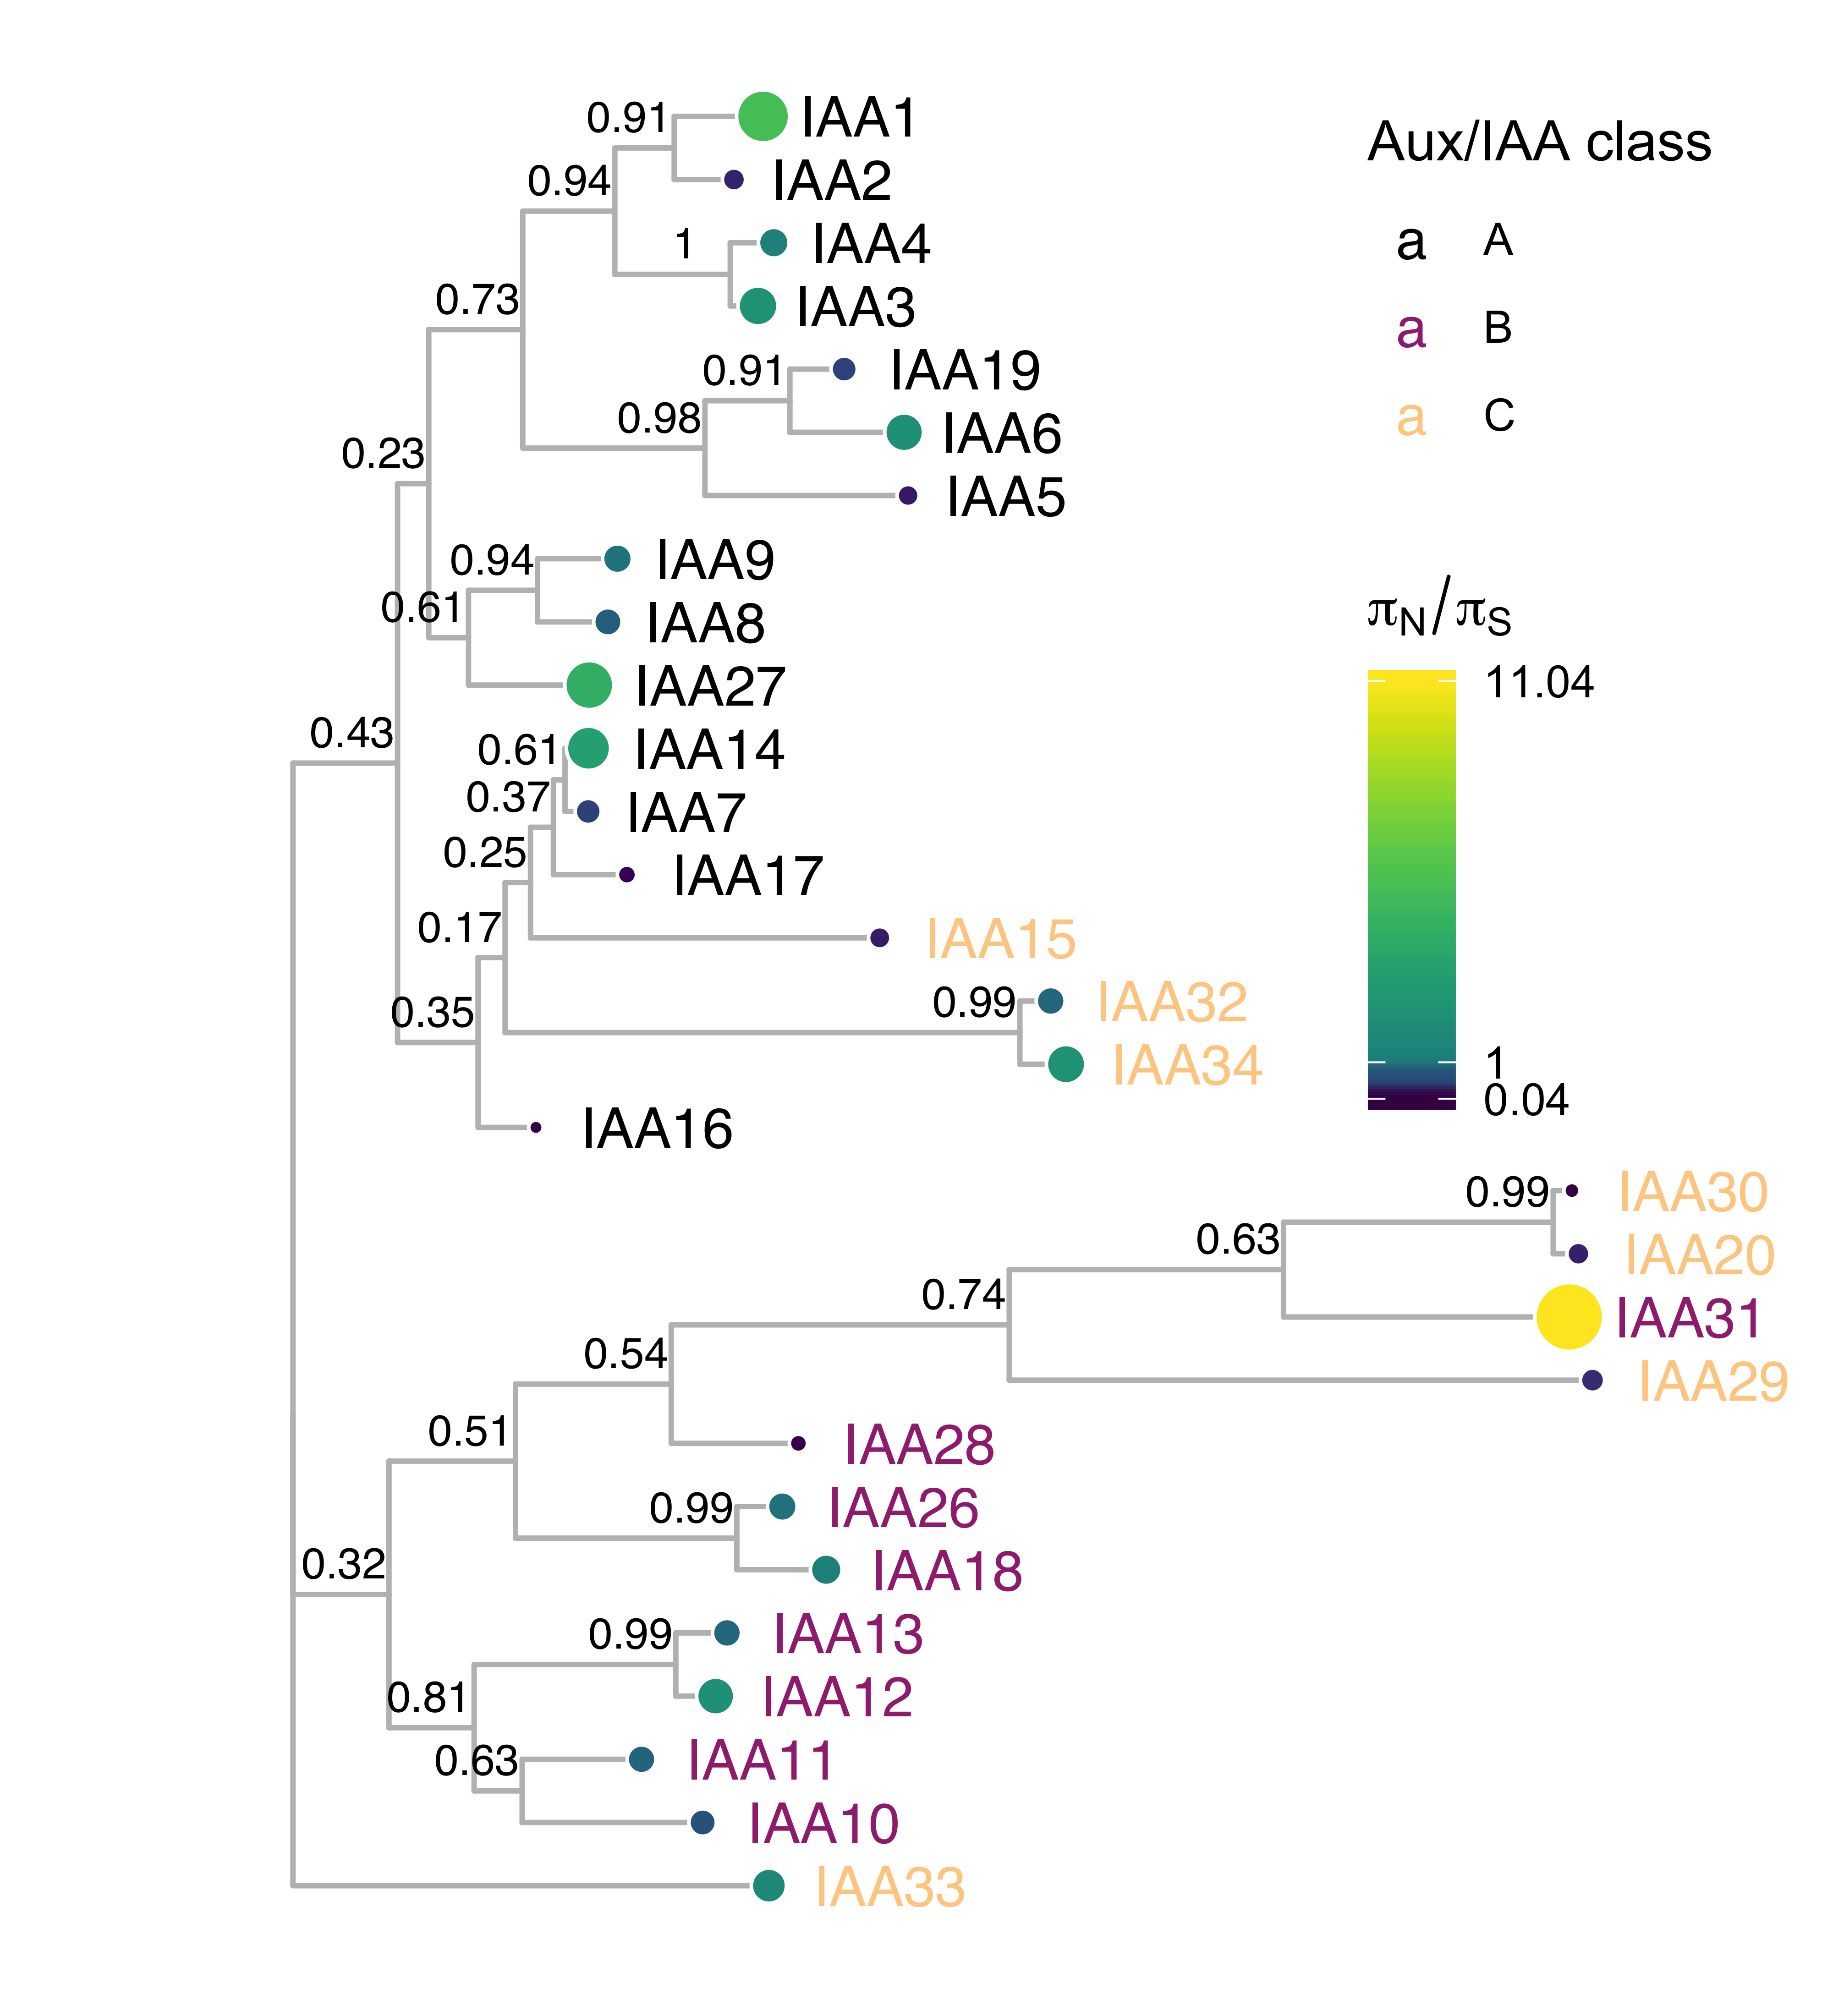 0.91
IAA1
0.94
IAA2
1
IAA4
0.73
IAA3
0.91
IAA19
0.98
IAA6
0.23
IAA5
0.94
IAA9
0.61
IAA8
IAA27
0.43
0.61
IAA14
0.37
IAA7
0.25
IAA17
0.17
IAA15
0.99
IAA32
0.35
IAA34
IAA16
0.99
IAA30
0.63
IAA20
0.74
IAA31
0.54
IAA29
0.51
IAA28
0.99
IAA26
0.32
IAA18
0.99
IAA13
0.81
IAA12
0.63
IAA11
IAA10
IAA33
Aux/IAA class
a A
a B
a C
πN/πS
11.04
1
0.04